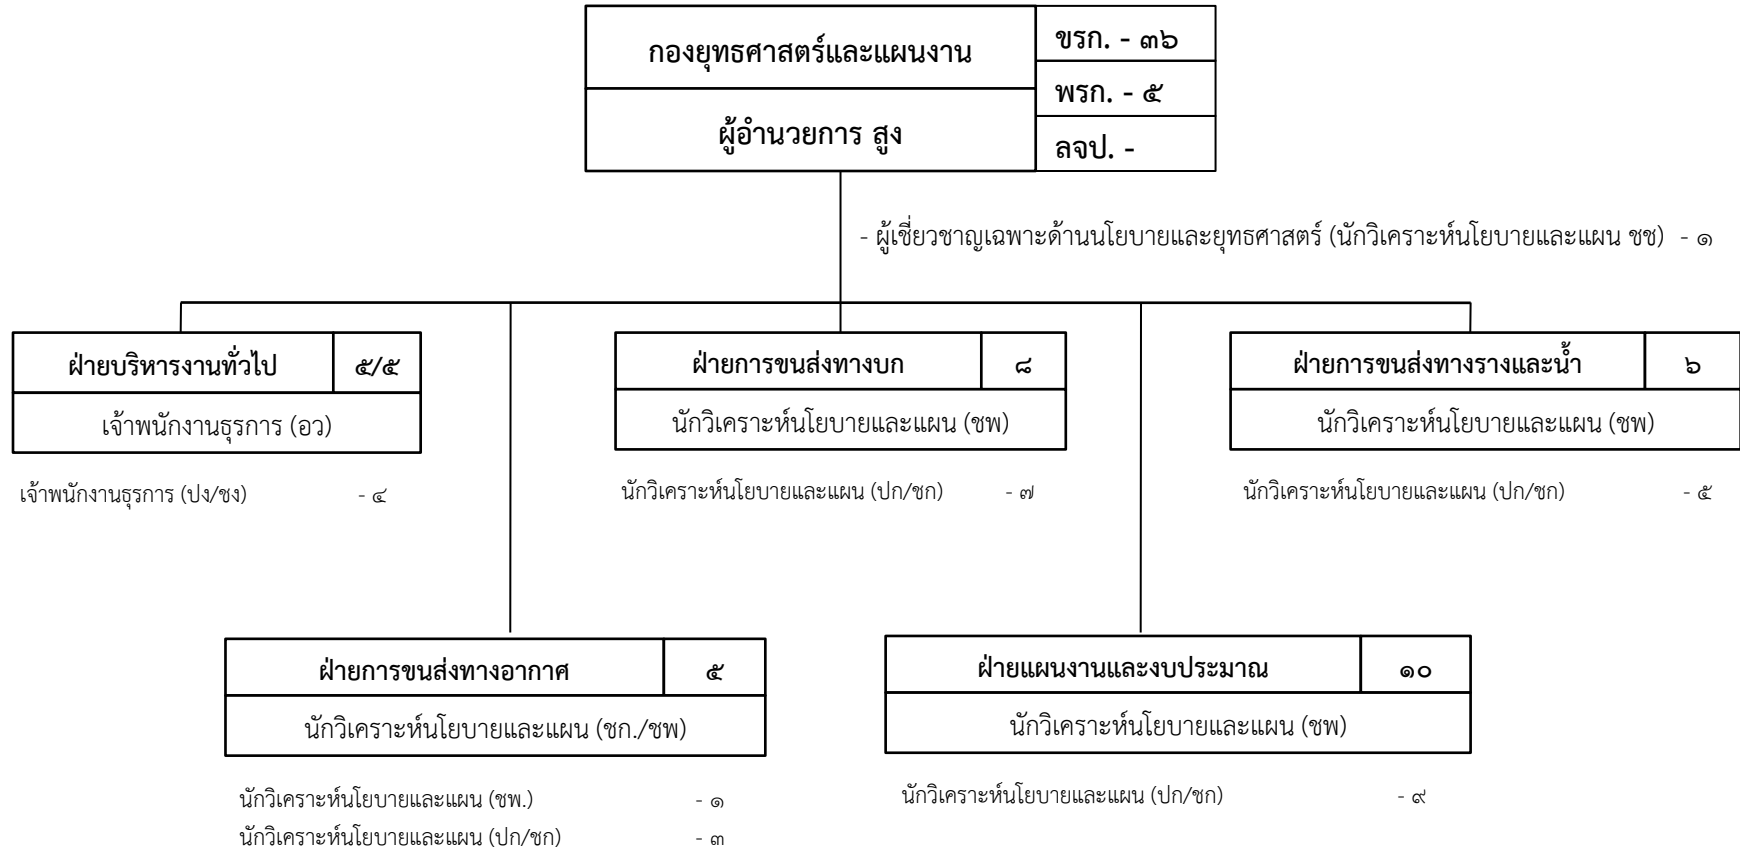 กองยุทธศาสตร์และแผนงาน
ผู้อำนวยการ สูง
ขรก. - ๓๖
พรก. - ๕
ลจป. -
- ผู้เชี่ยวชาญเฉพาะด้านนโยบายและยุทธศาสตร์ (นักวิเคราะห์นโยบายและแผน ชช) - ๑
ฝ่ายบริหารงานทั่วไป ๕/๕
เจ้าพนักงานธุรการ (อว)
เจ้าพนักงานธุรการ (ปง/ชง) - ๔
ฝ่ายการขนส่งทางบก ๘
นักวิเคราะห์นโยบายและแผน (ชพ)
นักวิเคราะห์นโยบายและแผน (ปก/ชก) - ๗
ฝ่ายการขนส่งทางรางและน้ำ ๖
นักวิเคราะห์นโยบายและแผน (ชพ)
นักวิเคราะห์นโยบายและแผน (ปก/ชก) - ๕
ฝ่ายการขนส่งทางอากาศ ๕
นักวิเคราะห์นโยบายและแผน (ชก./ชพ)
นักวิเคราะห์นโยบายและแผน (ชพ.) - ๑
นักวิเคราะห์นโยบายและแผน (ปก/ชก) - ๓
ฝ่ายแผนงานและงบประมาณ ๑๐
นักวิเคราะห์นโยบายและแผน (ชพ)
นักวิเคราะห์นโยบายและแผน (ปก/ชก) - ๙